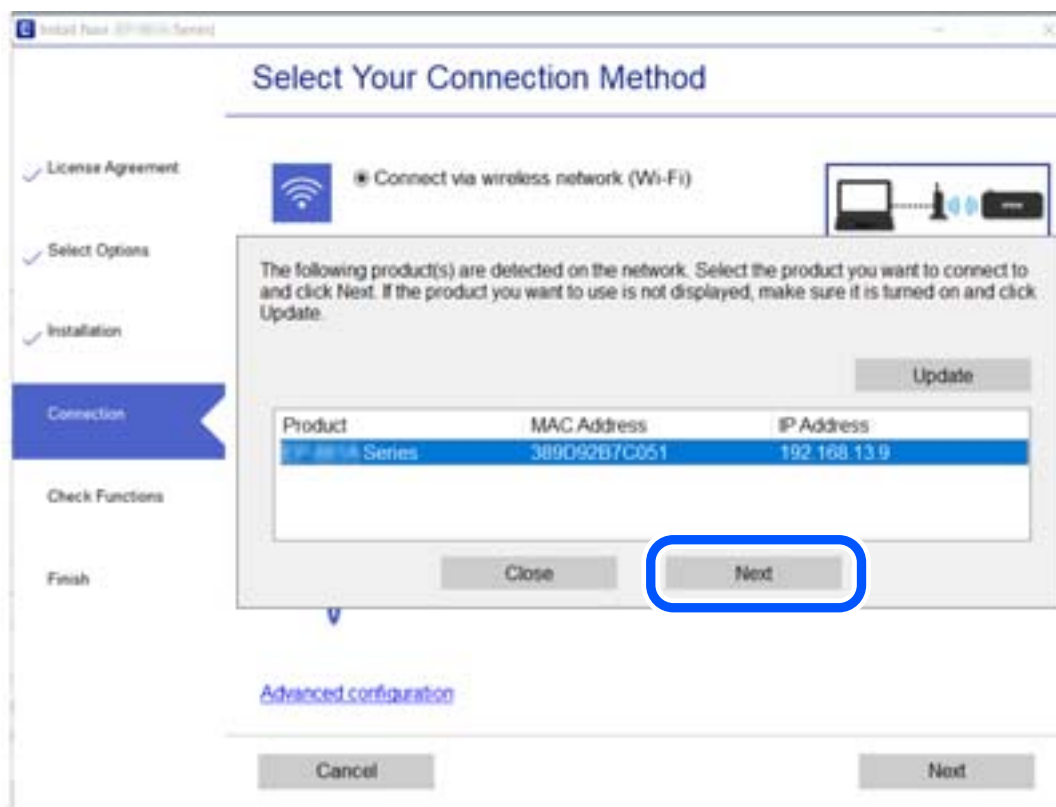 Series
Select Your Connection Method
License Agreement
Select Options
Installation
Connection
Check Functions
Finish
Connect via wireless network (Wi-Fi)
The following product(s) are detected on the network. Select the product you want to connect to
and click Next. If the product you want to use is not displayed, make sure it is turned on and click
Update.
Update
Product MAC Address IP Address
Series 389D92B7C051 192.168.13.9
Close Next
Advanced configuration
Cancel Next